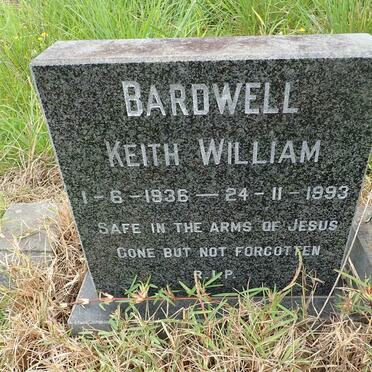 BARDWELL
KEITH WILLIAM
1-6-1936 — 24-11-1993
SAFE IN THE ARMS OF JESUS
GONE BUT NOT FORGOTTEN
R.I.P.